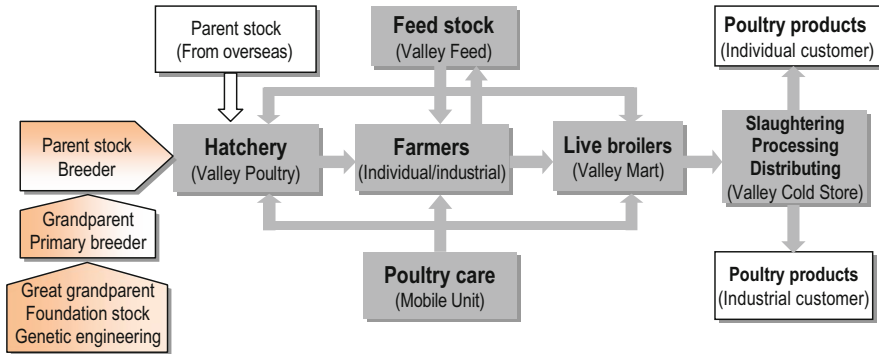 Parent stock
(From overseas)
Feed stock
(Valley Feed)
Poultry products
(Individual customer)
Parent stock
Breeder
Hatchery
(Valley Poultry)
Farmers
(Individual/industrial)
Live broilers
(Valley Mart)
Slaughtering
Processing
Distributing
(Valley Cold Store)
Grandparent
Primary breeder
Great grandparent
Foundation stock
Genetic engineering
Poultry care
(Mobile Unit)
Poultry products
(Industrial customer)